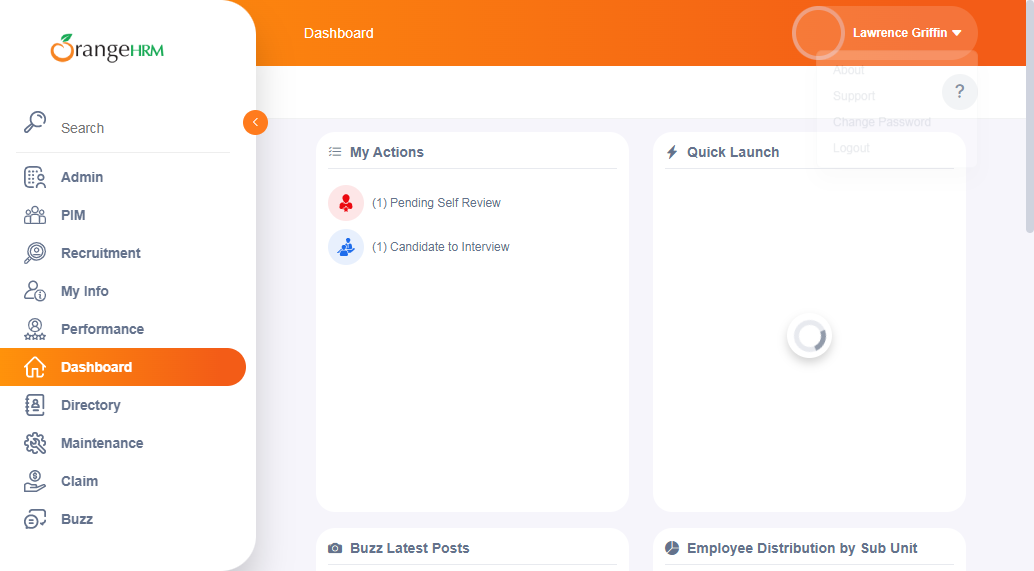 OrangeHRM
Dashboard
Lawrence Griffin
About
Support
Change Password
Logout
?
Search
Admin
PIM
Recruitment
My Info
Performance
Dashboard
Directory
Maintenance
Claim
Buzz
My Actions
(1) Pending Self Review
(1) Candidate to Interview
Quick Launch
Buzz Latest Posts
Employee Distribution by Sub Unit